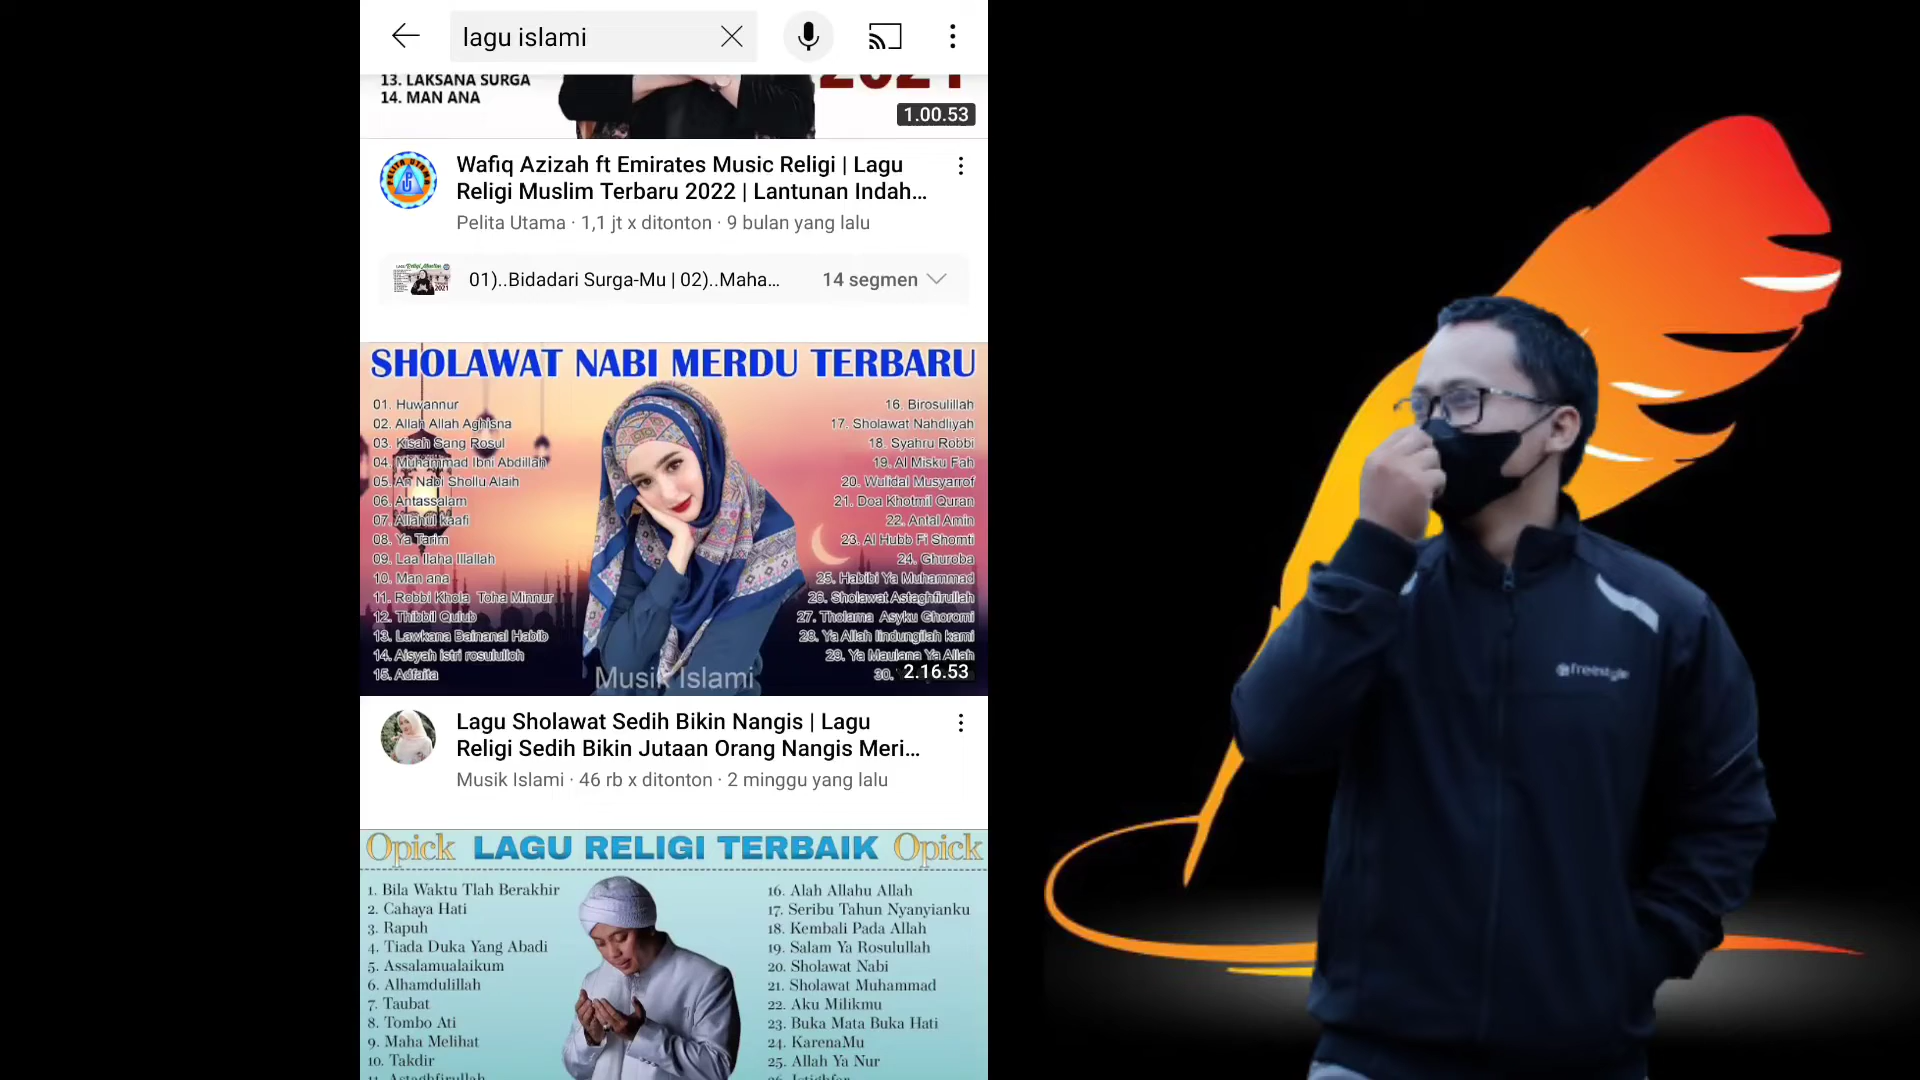 lagu islami
13. LAKSANA SURGA
14. MAN ANA
1.00.53
Wafiq Azizah ft Emirates Music Religi | Lagu
Religi Muslim Terbaru 2022 | Lantunan Indah...
Pelita Utama · 1,1 jt x ditonton · 9 bulan yang lalu
01)..Bidadari Surga-Mu | 02)..Maha...
14 segmen
SHOLAWAT NABI MERDU TERBARU
01. Huwannur
02. Allah Allah Aghisna
03. Kisah Sang Rosul
04. Muhammad Ibni Abdillah
05. An Nabi Shollu Alaih
06. Antassalam
07. Allahul kaafi
08. Ya Tarim
09. Laa Ilaha Illallah
10. Man ana
11. Robbi Khola Toha Minnur
12. Thibbil Qulub
13. Lawkana Bainanal Habib
14. Aisyah istri rosululloh
15. Adfaita
16. Birosulillah
17. Sholawat Nahdliyah
18. Syahru Robbi
19. Al Misku Fah
20. Wulidal Musyarrof
21. Doa Khotmil Quran
22. Antal Amin
23. Al Hubb Fi Shomti
24. Ghuroba
25. Habibi Ya Muhammad
26. Sholawat Astaghfirullah
27. Tholama Asyku Ghoromi
28. Ya Allah lindungilah kami
29. Ya Maulana Ya Allah
30.
2.16.53
Musik Islami
Lagu Sholawat Sedih Bikin Nangis | Lagu
Religi Sedih Bikin Jutaan Orang Nangis Meri...
Musik Islami · 46 rb x ditonton · 2 minggu yang lalu
Opick LAGU RELIGI TERBAIK Opick
1. Bila Waktu Tlah Berakhir
2. Cahaya Hati
3. Rapuh
4. Tiada Duka Yang Abadi
5. Assalamualaikum
6. Alhamdulillah
7. Taubat
8. Tombo Ati
9. Maha Melihat
10. Takdir
11. Astaghfirullah
16. Alah Allahu Allah
17. Seribu Tahun Nyanyianku
18. Kembali Pada Allah
19. Salam Ya Rosulullah
20. Sholawat Nabi
21. Sholawat Muhammad
22. Aku Milikmu
23. Buka Mata Buka Hati
24. KarenaMu
25. Allah Ya Nur
26. Istighfar